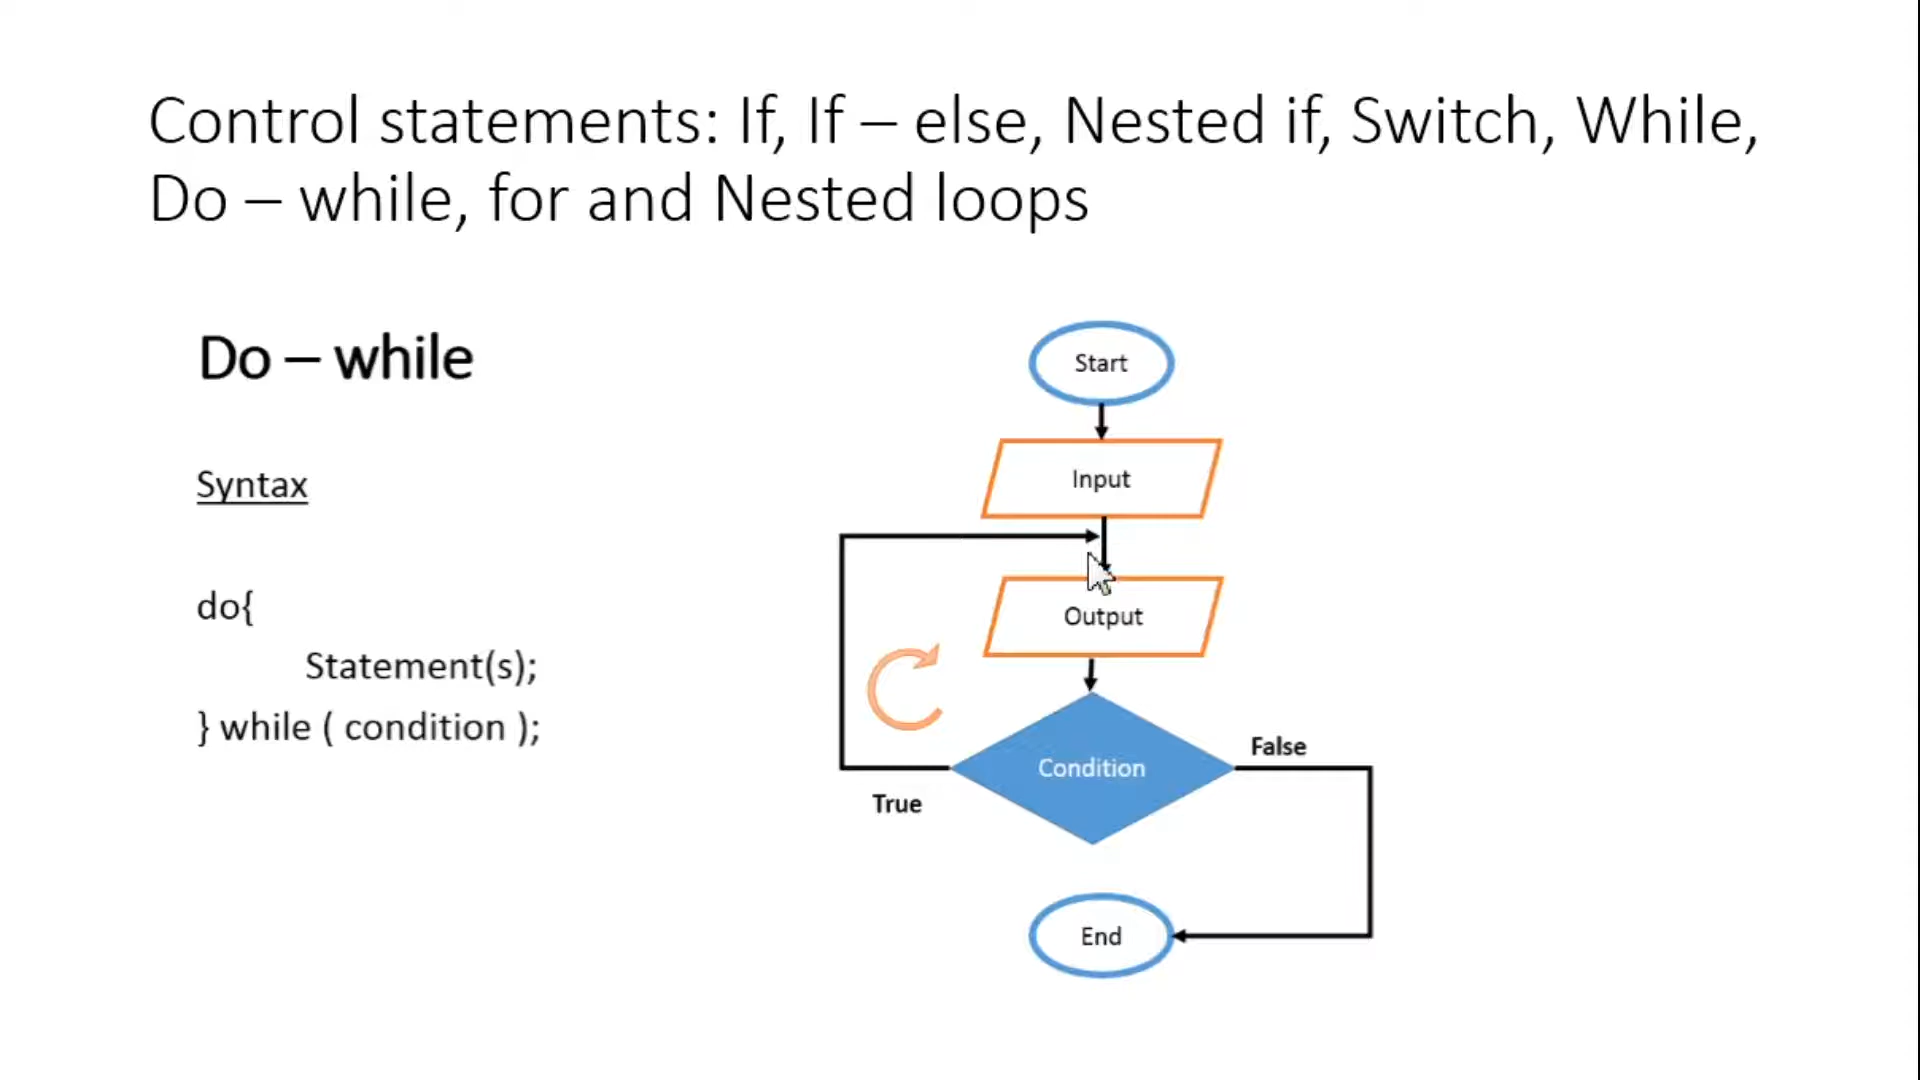 Control statements: If, If – else, Nested if, Switch, While,
Do – while, for and Nested loops
Do – while
Syntax
do{
Statement(s);
} while ( condition );
Start
Input
Output
Condition
False
True
End